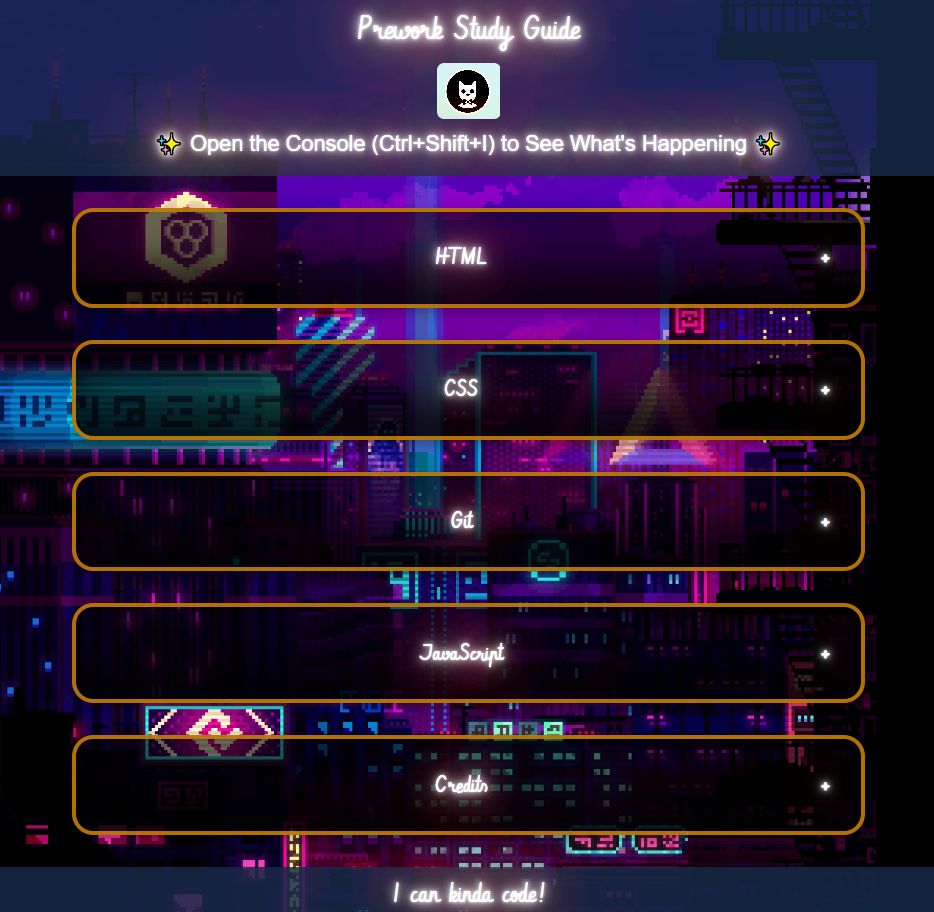 Prework Study Guide
✨ Open the Console (Ctrl+Shift+I) to See What's Happening ✨
HTML
+
CSS
+
Git
+
JavaScript
+
Credits
+
I can kinda code!